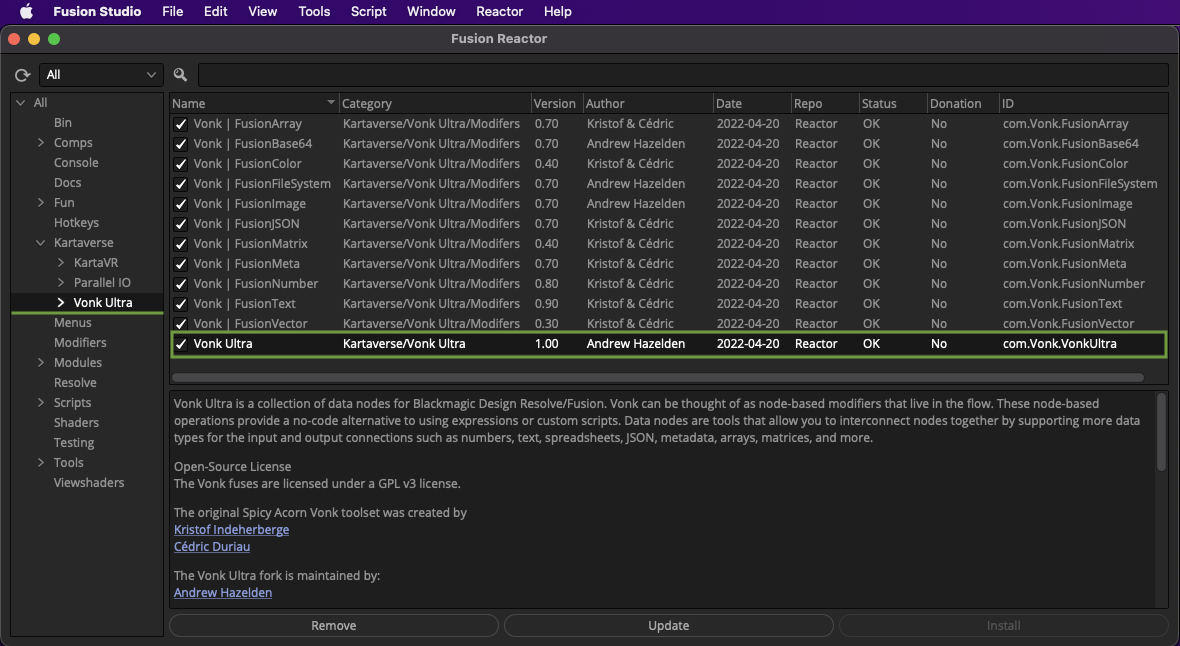 Fusion Studio File Edit View Tools Script Window Reactor Help
Fusion Reactor
All
Name Category Version Author Date Repo Status Donation ID
All
Bin
Comps
Console
Docs
Fun
Hotkeys
Kartaverse
KartaVR
Parallel IO
Vonk Ultra
Menus
Modifiers
Modules
Resolve
Scripts
Shaders
Testing
Tools
Viewshaders
Vonk | FusionArray Kartaverse/Vonk Ultra/Modifers 0.70 Kristof & Cédric 2022-04-20 Reactor OK No com.Vonk.FusionArray
Vonk | FusionBase64 Kartaverse/Vonk Ultra/Modifers 0.70 Andrew Hazelden 2022-04-20 Reactor OK No com.Vonk.FusionBase64
Vonk | FusionColor Kartaverse/Vonk Ultra/Modifers 0.40 Kristof & Cédric 2022-04-20 Reactor OK No com.Vonk.FusionColor
Vonk | FusionFileSystem Kartaverse/Vonk Ultra/Modifers 0.70 Andrew Hazelden 2022-04-20 Reactor OK No com.Vonk.FusionFileSystem
Vonk | FusionImage Kartaverse/Vonk Ultra/Modifers 0.70 Andrew Hazelden 2022-04-20 Reactor OK No com.Vonk.FusionImage
Vonk | FusionJSON Kartaverse/Vonk Ultra/Modifers 0.70 Kristof & Cédric 2022-04-20 Reactor OK No com.Vonk.FusionJSON
Vonk | FusionMatrix Kartaverse/Vonk Ultra/Modifers 0.40 Kristof & Cédric 2022-04-20 Reactor OK No com.Vonk.FusionMatrix
Vonk | FusionMeta Kartaverse/Vonk Ultra/Modifers 0.70 Kristof & Cédric 2022-04-20 Reactor OK No com.Vonk.FusionMeta
Vonk | FusionNumber Kartaverse/Vonk Ultra/Modifers 0.80 Kristof & Cédric 2022-04-20 Reactor OK No com.Vonk.FusionNumber
Vonk | FusionText Kartaverse/Vonk Ultra/Modifers 0.90 Kristof & Cédric 2022-04-20 Reactor OK No com.Vonk.FusionText
Vonk | FusionVector Kartaverse/Vonk Ultra/Modifers 0.30 Kristof & Cédric 2022-04-20 Reactor OK No com.Vonk.FusionVector
Vonk Ultra Kartaverse/Vonk Ultra 1.00 Andrew Hazelden 2022-04-20 Reactor OK No com.Vonk.VonkUltra
Vonk Ultra is a collection of data nodes for Blackmagic Design Resolve/Fusion. Vonk can be thought of as node-based modifiers that live in the flow. These node-based
operations provide a no-code alternative to using expressions or custom scripts. Data nodes are tools that allow you to interconnect nodes together by supporting more data
types for the input and output connections such as numbers, text, spreadsheets, JSON, metadata, arrays, matrices, and more.
Open-Source License
The Vonk fuses are licensed under a GPL v3 license.
The original Spicy Acorn Vonk toolset was created by
Kristof Indeherberge
Cédric Duriau
The Vonk Ultra fork is maintained by:
Andrew Hazelden
Remove Update Install